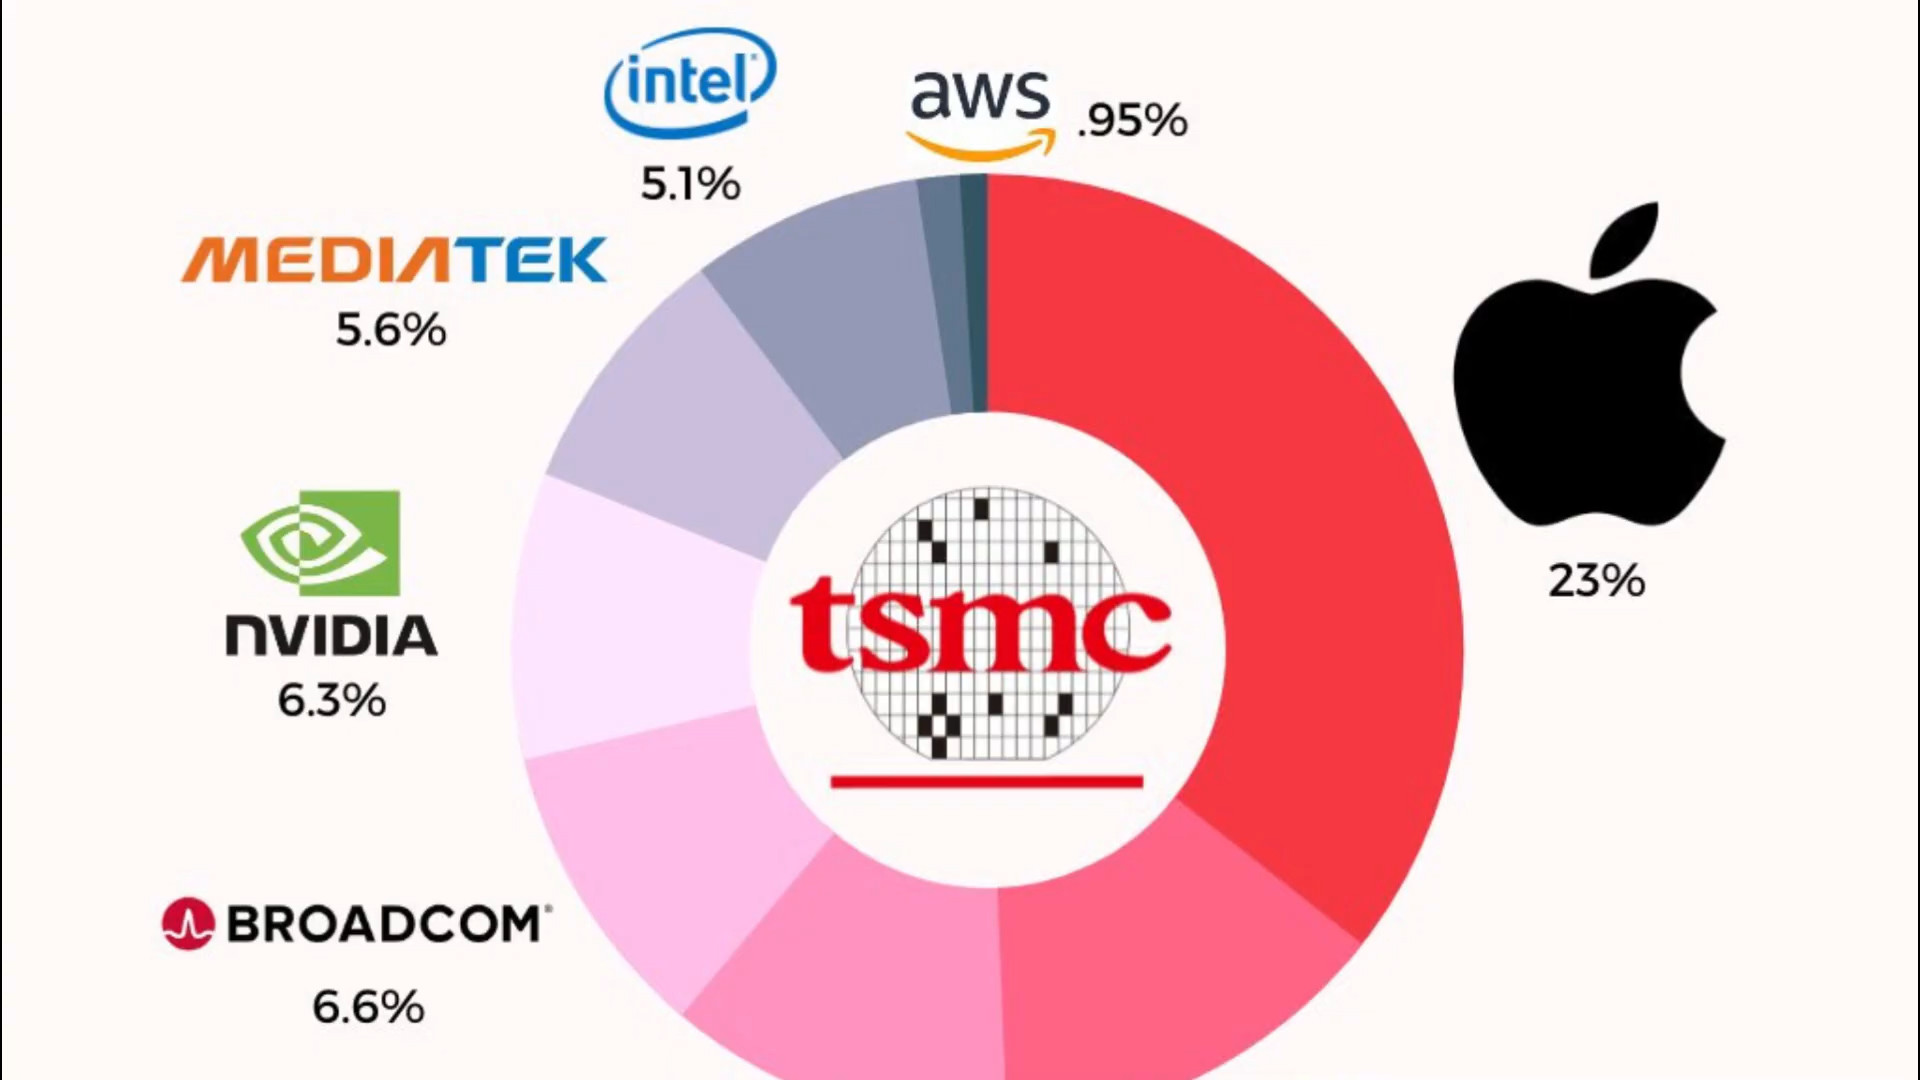 intel
5.1%
aws
.95%
MEDIATEK
5.6%
23%
nVIDIA
6.3%
tsmc
BROADCOM®
6.6%